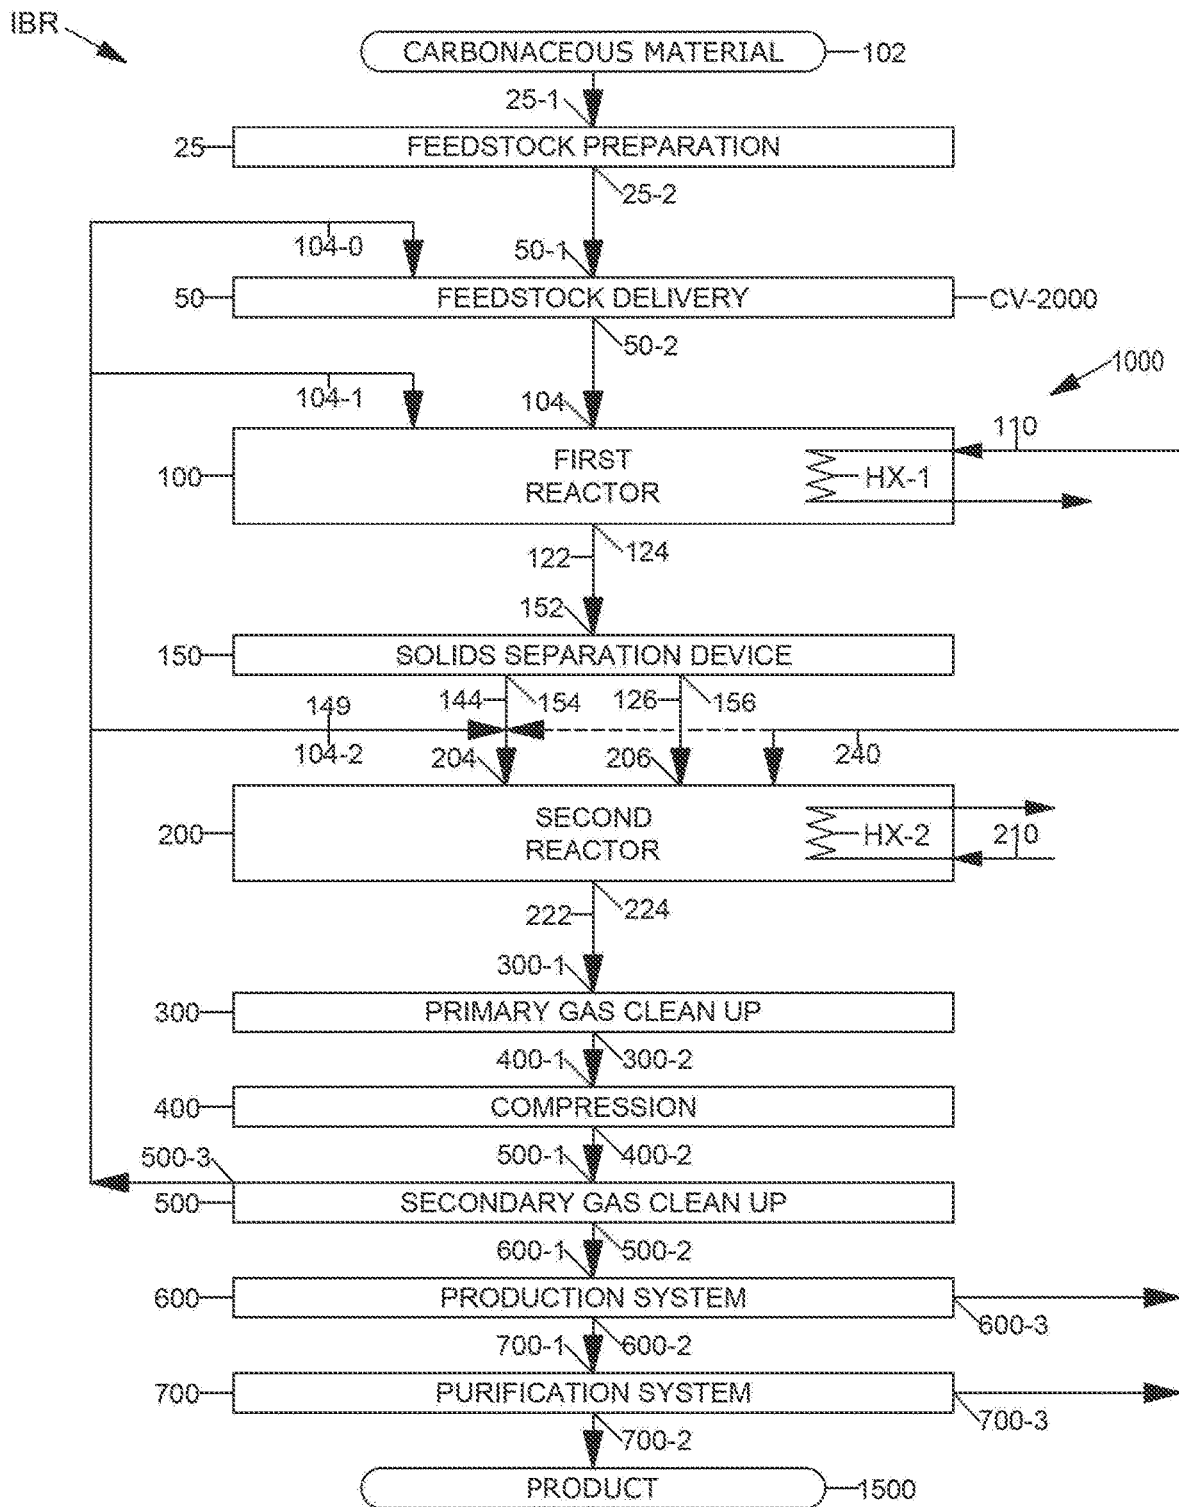 IBR
CARBONACEOUS MATERIAL 102
25-1
25 FEEDSTOCK PREPARATION
25-2
104-0 50-1
50 FEEDSTOCK DELIVERY CV-2000
50-2
1000
104-1 104 110
100 FIRST REACTOR HX-1
122 124
152
150 SOLIDS SEPARATION DEVICE
144 154 126 156
149
104-2 204 206 240
200 SECOND REACTOR HX-2 210
222 224
300-1
300 PRIMARY GAS CLEAN UP
400-1 300-2
400 COMPRESSION
500-3 500-1 400-2
500 SECONDARY GAS CLEAN UP
600-1 500-2
600 PRODUCTION SYSTEM
600-3
700-1 600-2
700 PURIFICATION SYSTEM
700-3
700-2
PRODUCT 1500